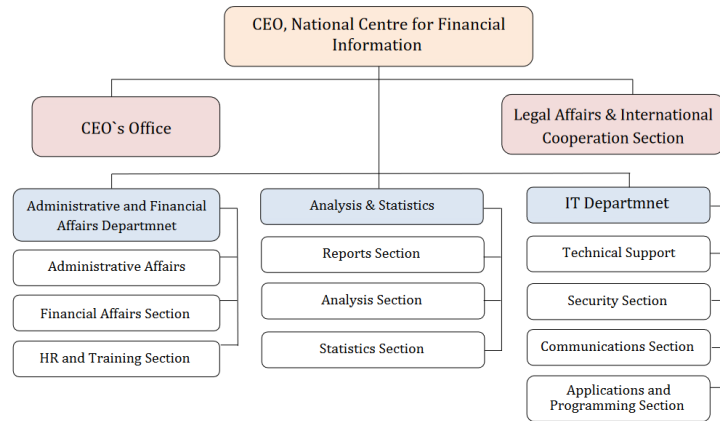 CEO, National Centre for Financial
Information
CEO`s Office
Legal Affairs & International
Cooperation Section
Administrative and Financial
Affairs Departmnet
Administrative Affairs
Financial Affairs Section
HR and Training Section
Analysis & Statistics
Reports Section
Analysis Section
Statistics Section
IT Departmnet
Technical Support
Security Section
Communications Section
Applications and
Programming Section